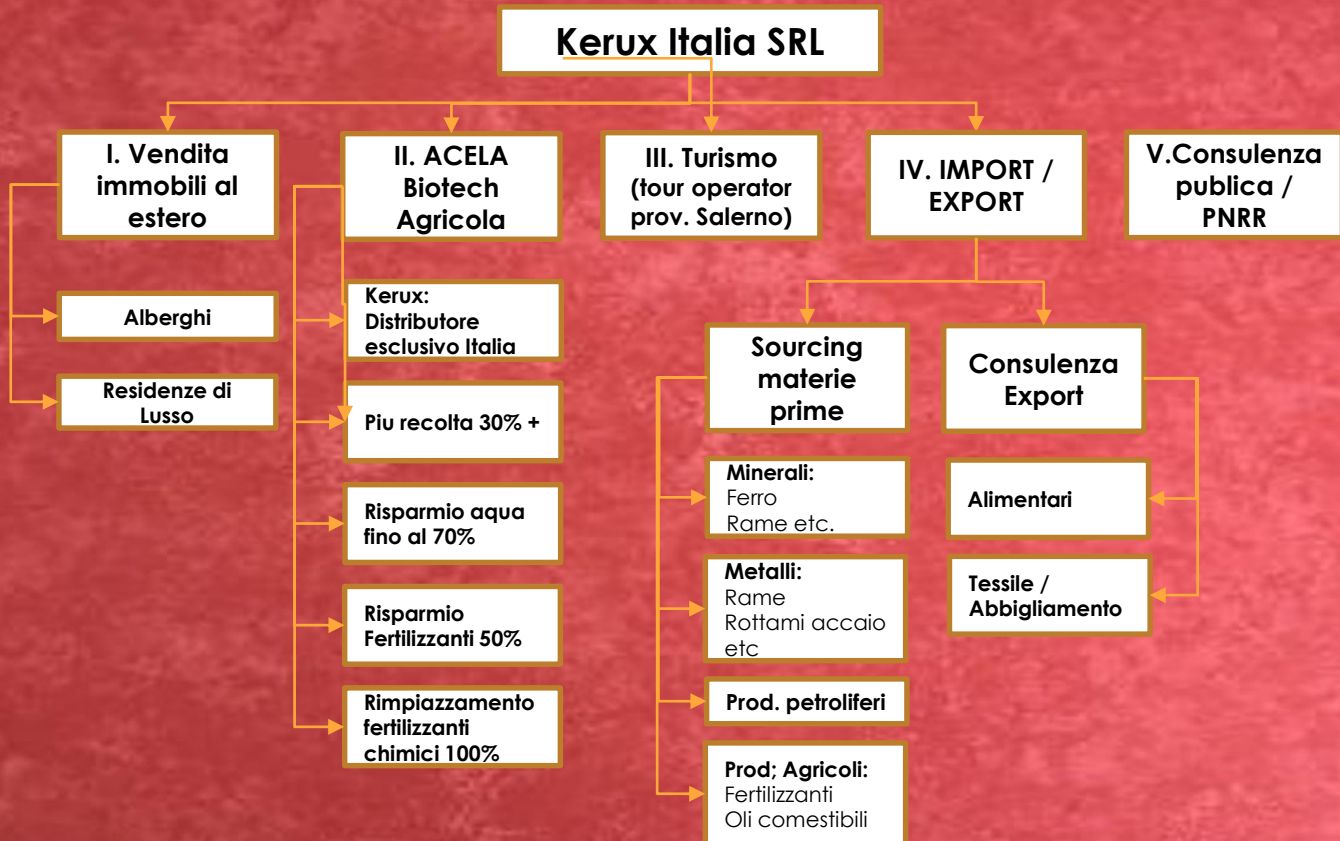 Kerux Italia SRL
I. Vendita
immobili al
estero
II. ACELA
Biotech
Agricola
III. Turismo
(tour operator
prov. Salerno)
IV. IMPORT /
EXPORT
V.Consulenza
publica /
PNRR
Alberghi
Residenze di
Lusso
Kerux:
Distributore
esclusivo Italia
Piu recolta 30% +
Risparmio aqua
fino al 70%
Risparmio
Fertilizzanti 50%
Rimpiazzamento
fertilizzanti
chimici 100%
Sourcing
materie
prime
Minerali:
Ferro
Rame etc.
Metalli:
Rame
Rottami accaio
etc
Prod. petroliferi
Prod; Agricoli:
Fertilizzanti
Oli comestibili
Consulenza
Export
Alimentari
Tessile /
Abbigliamento